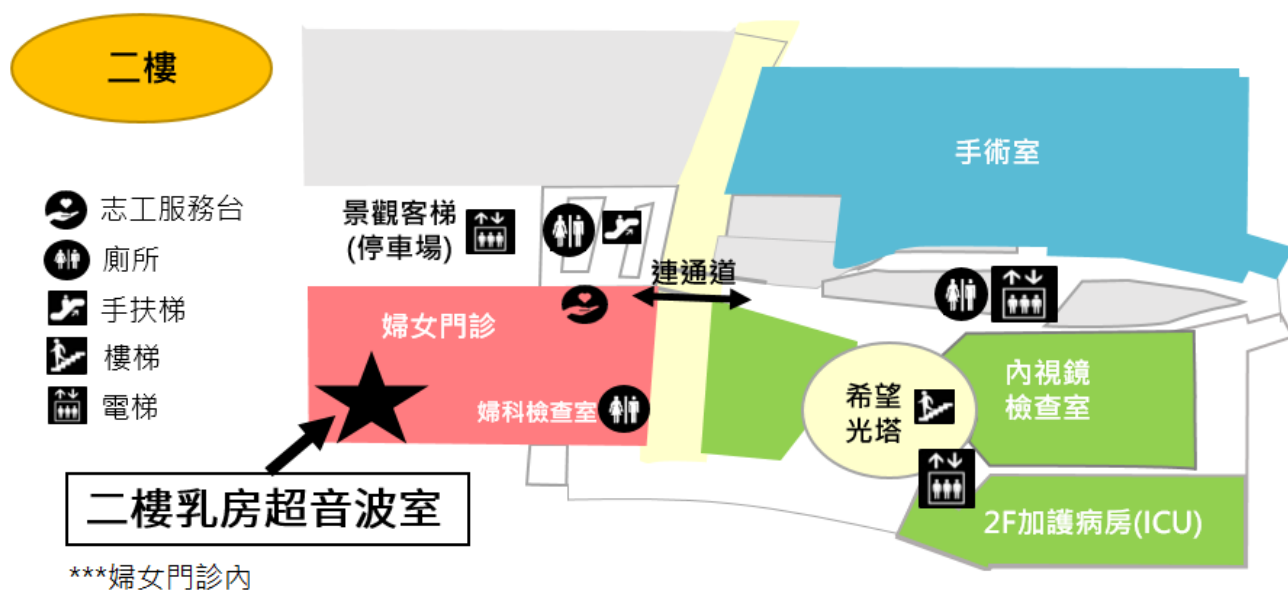 二樓
志工服務台
廁所
手扶梯
樓梯
電梯
景觀客梯
(停車場)
手術室
連通道
婦女門診
婦科檢查室
希望
光塔
內視鏡
檢查室
2F加護病房(ICU)
二樓乳房超音波室
***婦女門診內